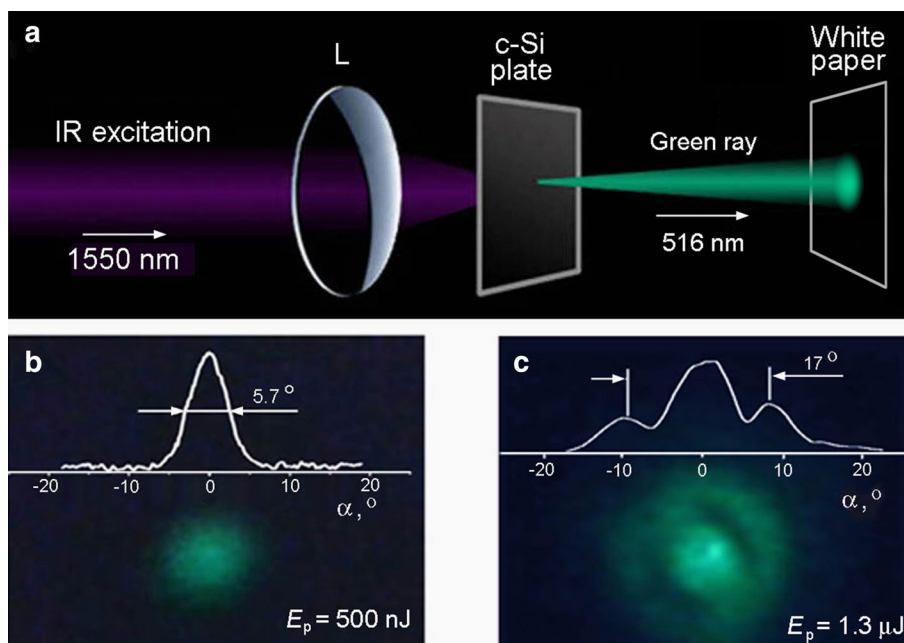 a
L
c-Si
plate
White
paper
IR excitation
Green ray
1550 nm
516 nm
b
5.7 °
-20 -10 0 10 20
α, °
E_p = 500 nJ
c
17 °
-20 -10 0 10 20
α, °
E_p = 1.3 μJ